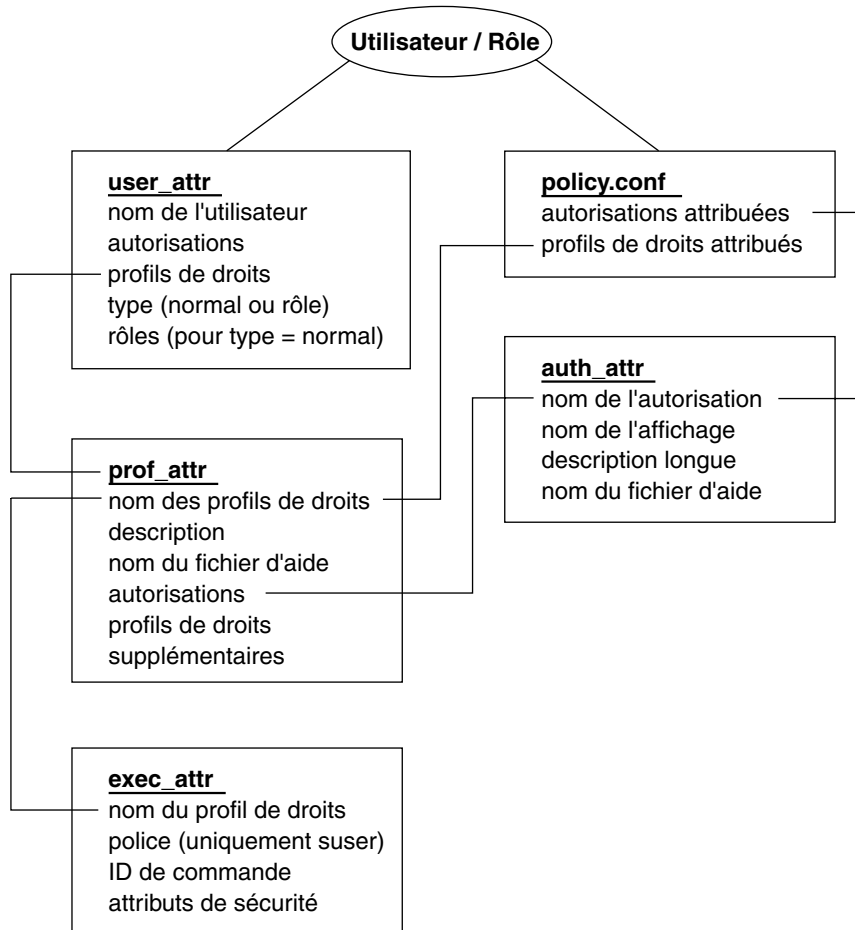 Utilisateur / Rôle
user_attr
nom de l'utilisateur
autorisations
profils de droits
type (normal ou rôle)
rôles (pour type = normal)
policy.conf
autorisations attribuées
profils de droits attribués
auth_attr
nom de l'autorisation
nom de l'affichage
description longue
nom du fichier d'aide
prof_attr
nom des profils de droits
description
nom du fichier d'aide
autorisations
profils de droits
supplémentaires
exec_attr
nom du profil de droits
police (uniquement suser)
ID de commande
attributs de sécurité